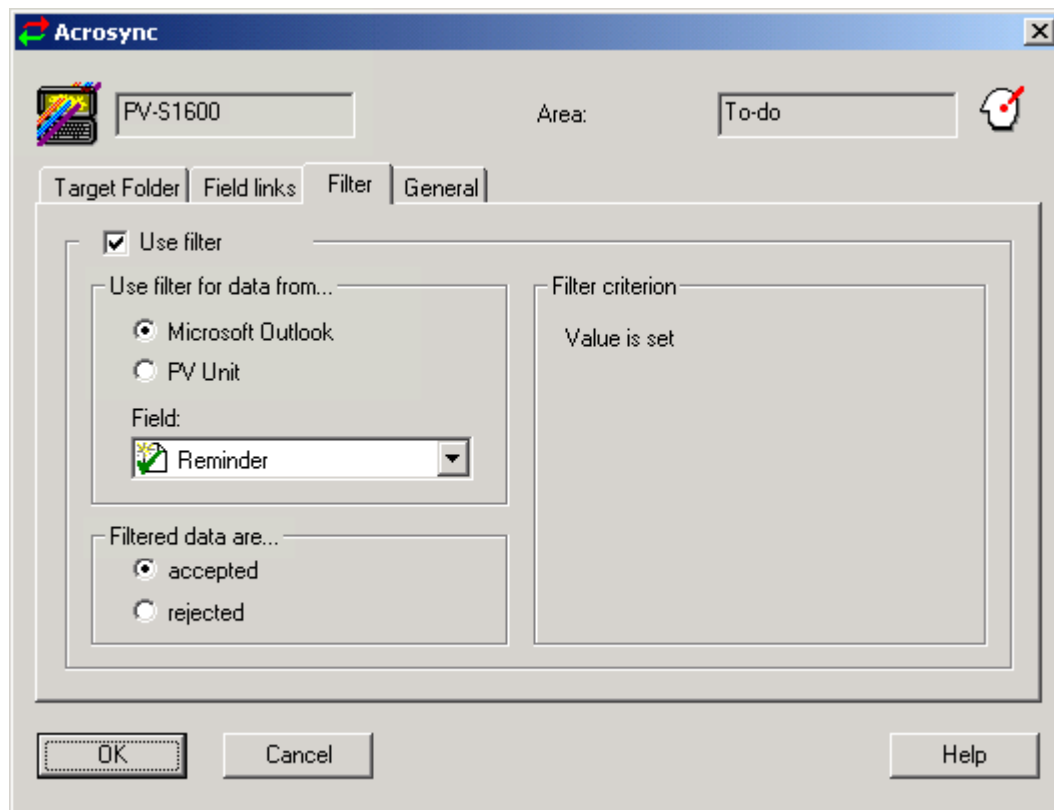 Acrosync
PV-S1600
Area:
To-do
Target Folder
Field links
Filter
General
Use filter
Use filter for data from...
Microsoft Outlook
PV Unit
Field:
Reminder
Filtered data are...
accepted
rejected
Filter criterion
Value is set
OK
Cancel
Help